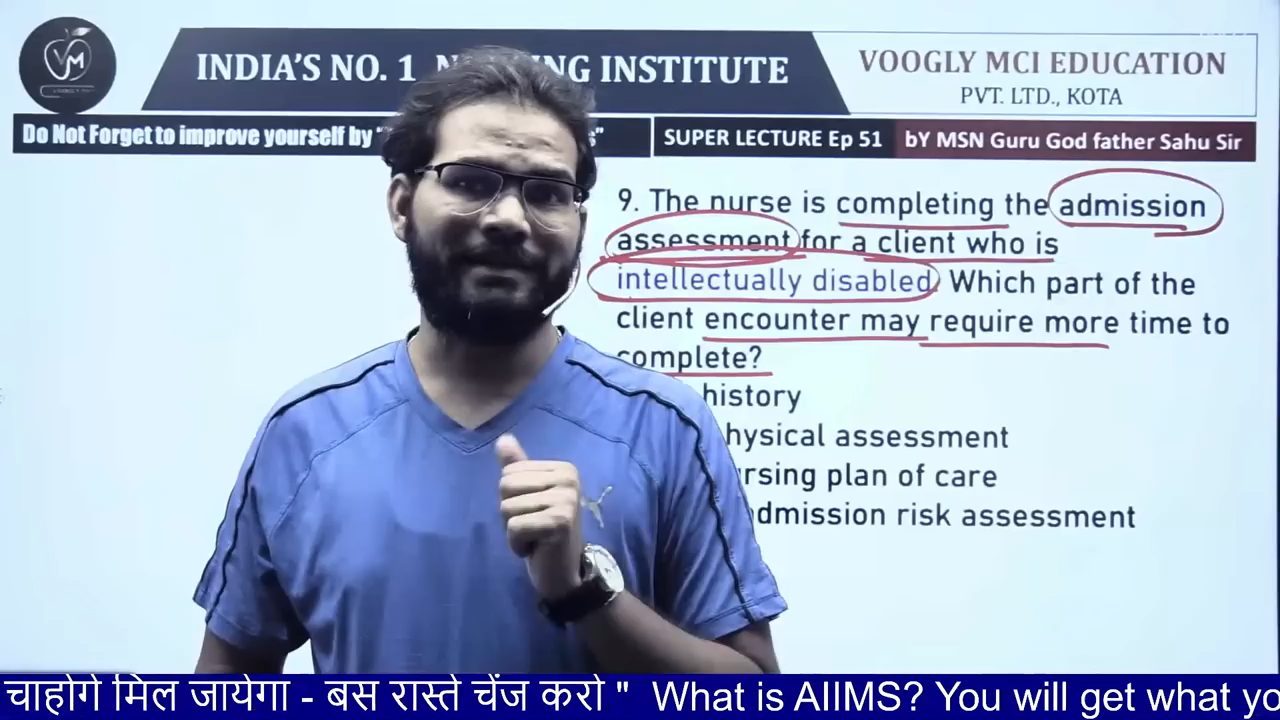 VM
INDIA'S NO. 1 ING INSTITUTE
VOOGLY MCI EDUCATION
PVT. LTD., KOTA
Do Not Forget to improve yourself by "
SUPER LECTURE Ep 51
bY MSN Guru God father Sahu Sir
9. The nurse is completing the admission
assessment for a client who is
intellectually disabled. Which part of the
client encounter may require more time to
complete?
history
hysical assessment
rsing plan of care
dmission risk assessment
चाहोगे मिल जायेगा - बस रास्ते चेंज करो " What is AIIMS? You will get what yo